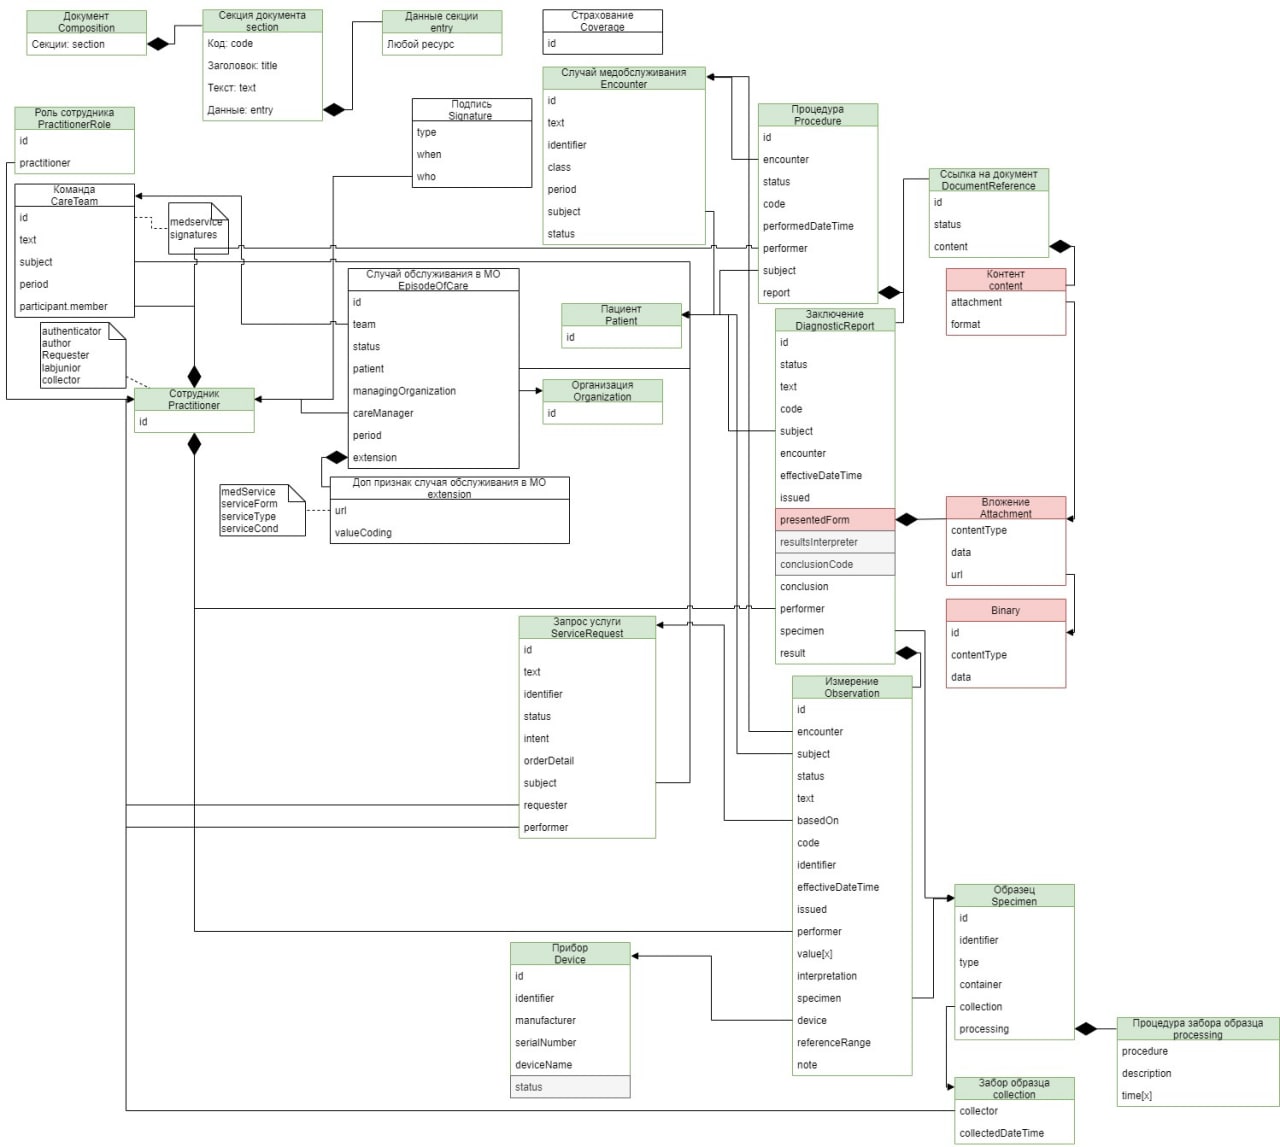 Документ
Composition
Секции: section
Секция документа
section
Код: code
Заголовок: title
Текст: text
Данные: entry
Данные секции
entry
Любой ресурс
Страхование
Coverage
id
Роль сотрудника
PractitionerRole
id
practitioner
Подпись
Signature
type
when
who
Случай медобслуживания
Encounter
id
text
identifier
class
period
subject
status
Процедура
Procedure
id
encounter
status
code
performedDateTime
performer
subject
report
Ссылка на документ
DocumentReference
id
status
content
Контент
content
attachment
format
Команда
CareTeam
id
text
subject
period
participant.member
medservice
signatures
authenticator
author
Requester
labjunior
collector
Сотрудник
Practitioner
id
Случай обслуживания в МО
EpisodeOfCare
id
team
status
patient
managingOrganization
careManager
period
extension
Пациент
Patient
id
Организация
Organization
id
medService
serviceForm
serviceType
serviceCond
Доп признак случая обслуживания в МО
extension
url
valueCoding
Заключение
DiagnosticReport
id
status
text
code
subject
encounter
effectiveDateTime
issued
presentedForm
resultsInterpreter
conclusionCode
conclusion
performer
specimen
result
Вложение
Attachment
contentType
data
url
Binary
id
contentType
data
Запрос услуги
ServiceRequest
id
text
identifier
status
intent
orderDetail
subject
requester
performer
Измерение
Observation
id
encounter
subject
status
text
basedOn
code
identifier
effectiveDateTime
issued
performer
value[x]
interpretation
specimen
device
referenceRange
note
Прибор
Device
id
identifier
manufacturer
serialNumber
deviceName
status
Образец
Specimen
id
identifier
type
container
collection
processing
Процедура забора образца
processing
procedure
description
time[x]
Забор образца
collection
collector
collectedDateTime